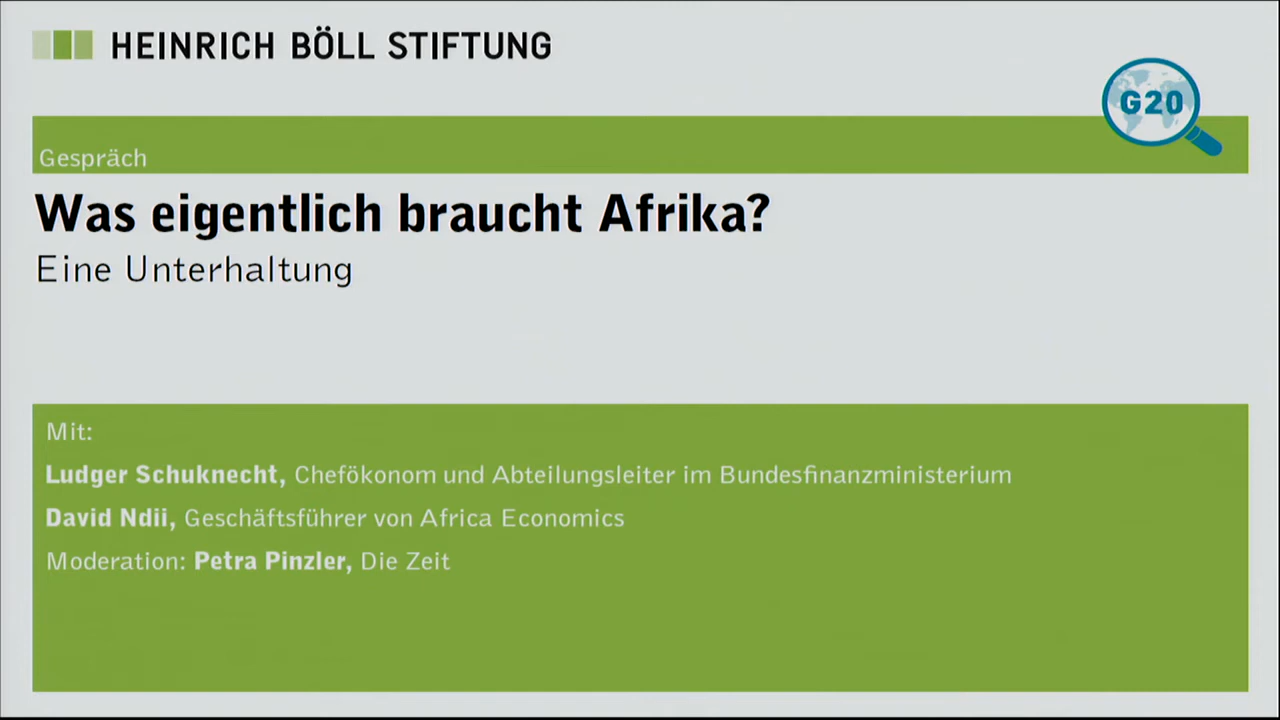 HEINRICH BÖLL STIFTUNG
G20
Gespräch
Was eigentlich braucht Afrika?
Eine Unterhaltung
Mit:
Ludger Schuknecht, Chefökonom und Abteilungsleiter im Bundesfinanzministerium
David Ndii, Geschäftsführer von Africa Economics
Moderation: Petra Pinzler, Die Zeit